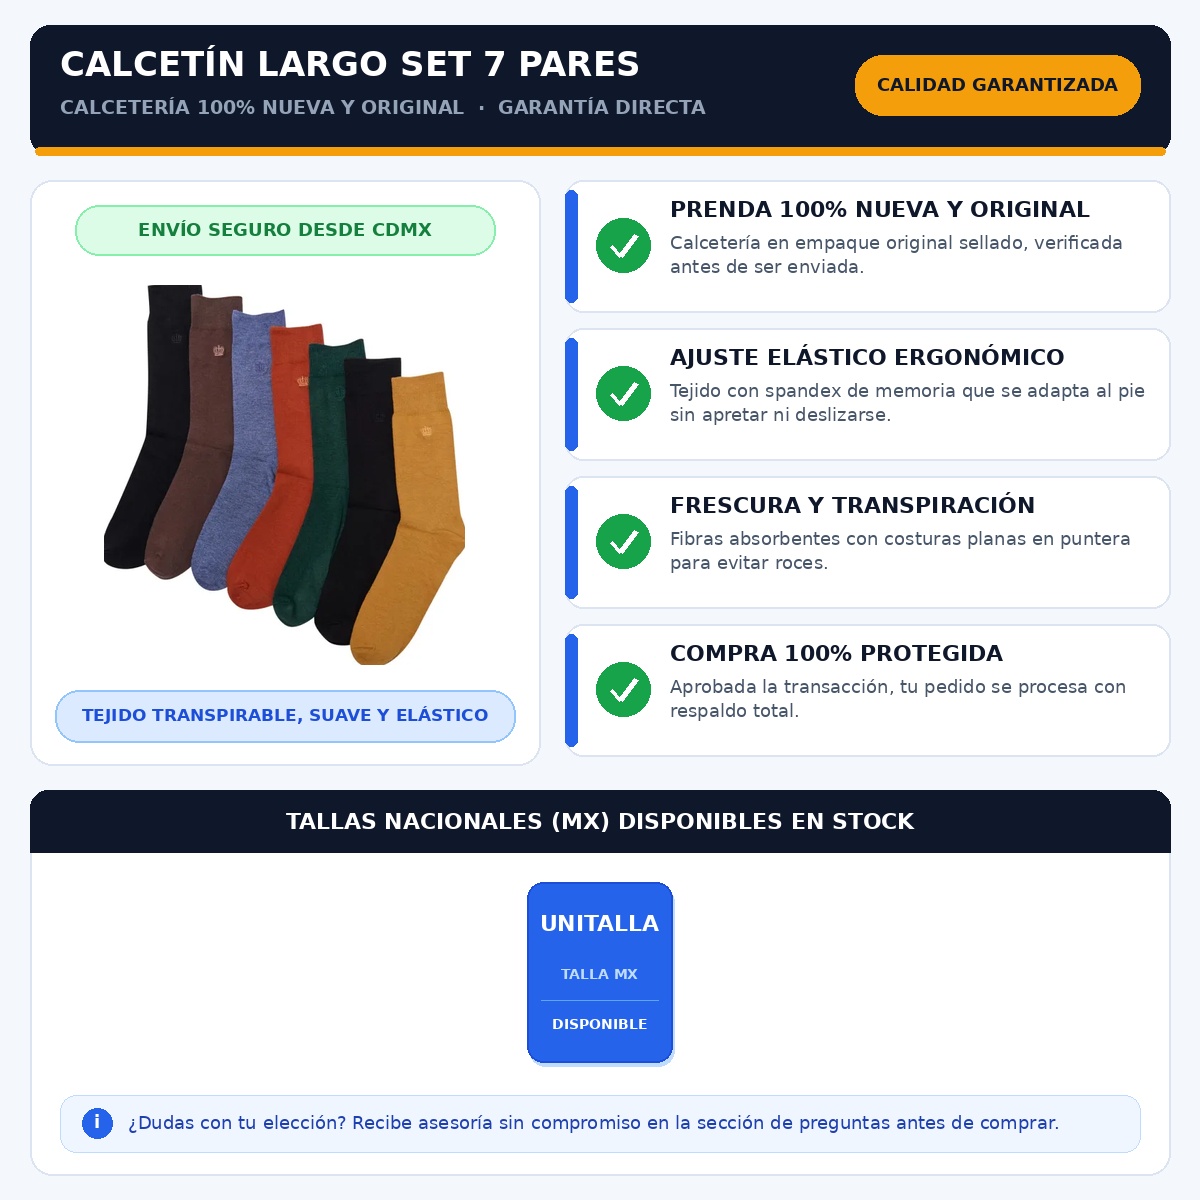 CALCETÍN LARGO SET 7 PARES
CALCETERÍA 100% NUEVA Y ORIGINAL · GARANTÍA DIRECTA
CALIDAD GARANTIZADA
ENVÍO SEGURO DESDE CDMX
TEJIDO TRANSPIRABLE, SUAVE Y ELÁSTICO
PRENDA 100% NUEVA Y ORIGINAL
Calcetería en empaque original sellado, verificada
antes de ser enviada.
AJUSTE ELÁSTICO ERGONÓMICO
Tejido con spandex de memoria que se adapta al pie
sin apretar ni deslizarse.
FRESCURA Y TRANSPIRACIÓN
Fibras absorbentes con costuras planas en puntera
para evitar roces.
COMPRA 100% PROTEGIDA
Aprobada la transacción, tu pedido se procesa con
respaldo total.
TALLAS NACIONALES (MX) DISPONIBLES EN STOCK
UNITALLA
TALLA MX
DISPONIBLE
i ¿Dudas con tu elección? Recibe asesoría sin compromiso en la sección de preguntas antes de comprar.